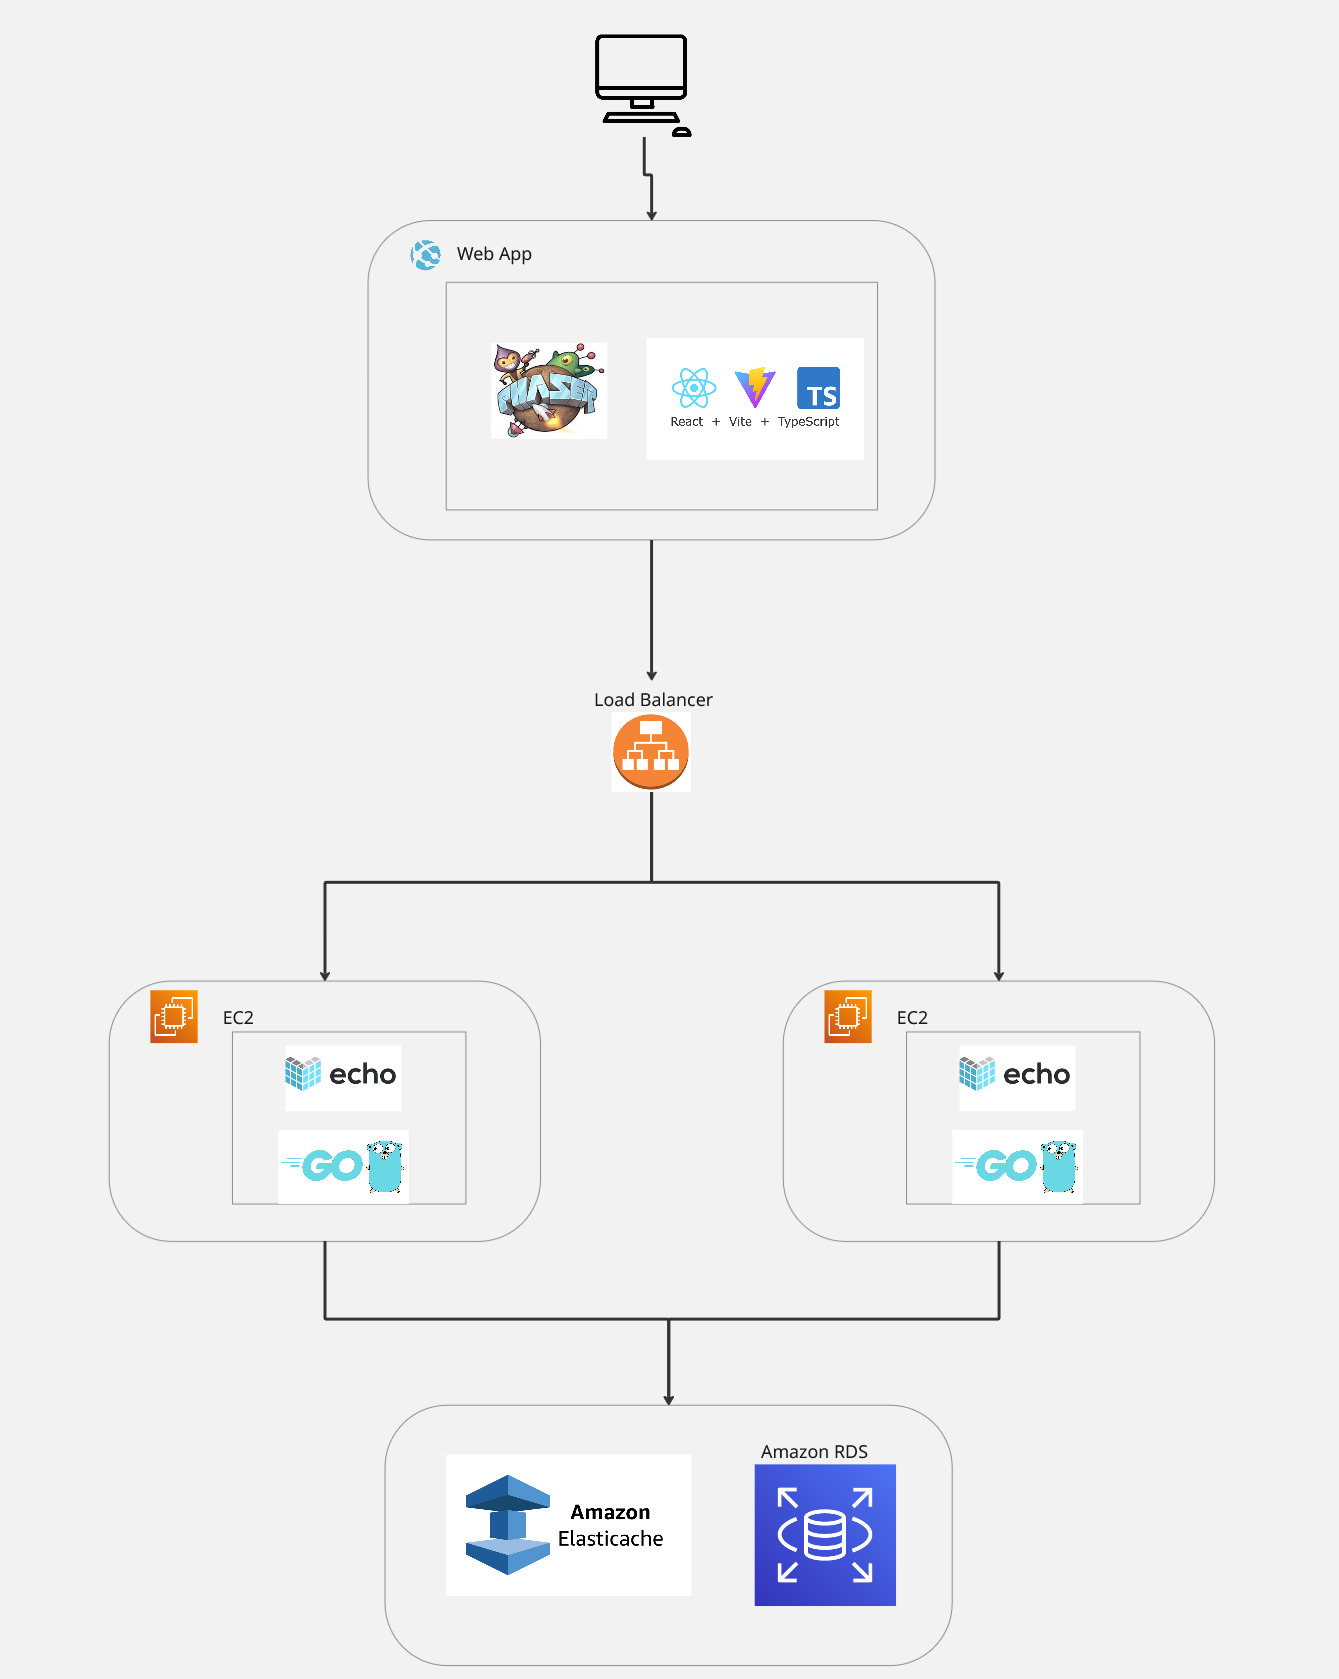 Web App
PHASER
TS
React + Vite + TypeScript
Load Balancer
EC2
echo
GO
EC2
echo
GO
Amazon RDS
Amazon
Elasticache